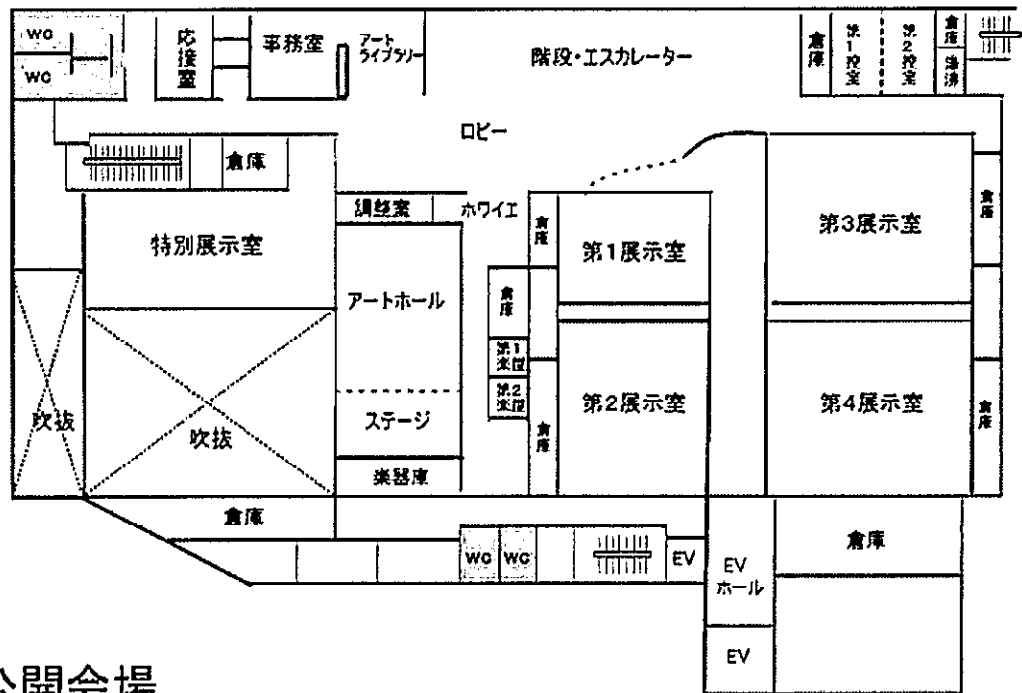 WC
WC
応接室
事務室
アート
ライブラリー
階段・エスカレーター
倉庫
第1控室
第2控室
倉庫
湯沸
ロビー
倉庫
調整室
ホワイエ
倉庫
倉庫
特別展示室
第1展示室
第3展示室
アートホール
倉庫
第1楽屋
第2楽屋
第2展示室
第4展示室
ステージ
倉庫
倉庫
吹抜
吹抜
楽器庫
倉庫
WC
WC
EV
EV
ホール
倉庫
EV
公開会場